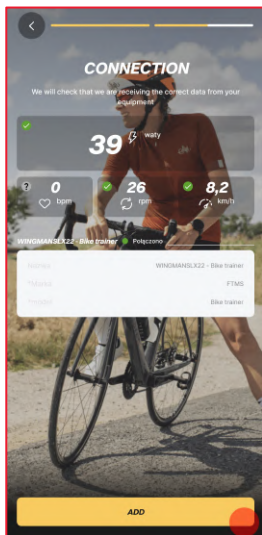 CONNECTION
We will check that we are receiving the correct data from your
equipment
39 waty
? 0 bpm
26 rpm
8,2 km/h
WINGMANSLX22 - Bike trainer Połączono
WINGMANSLX22 - Bike trainer
FTMS
Bike trainer
ADD